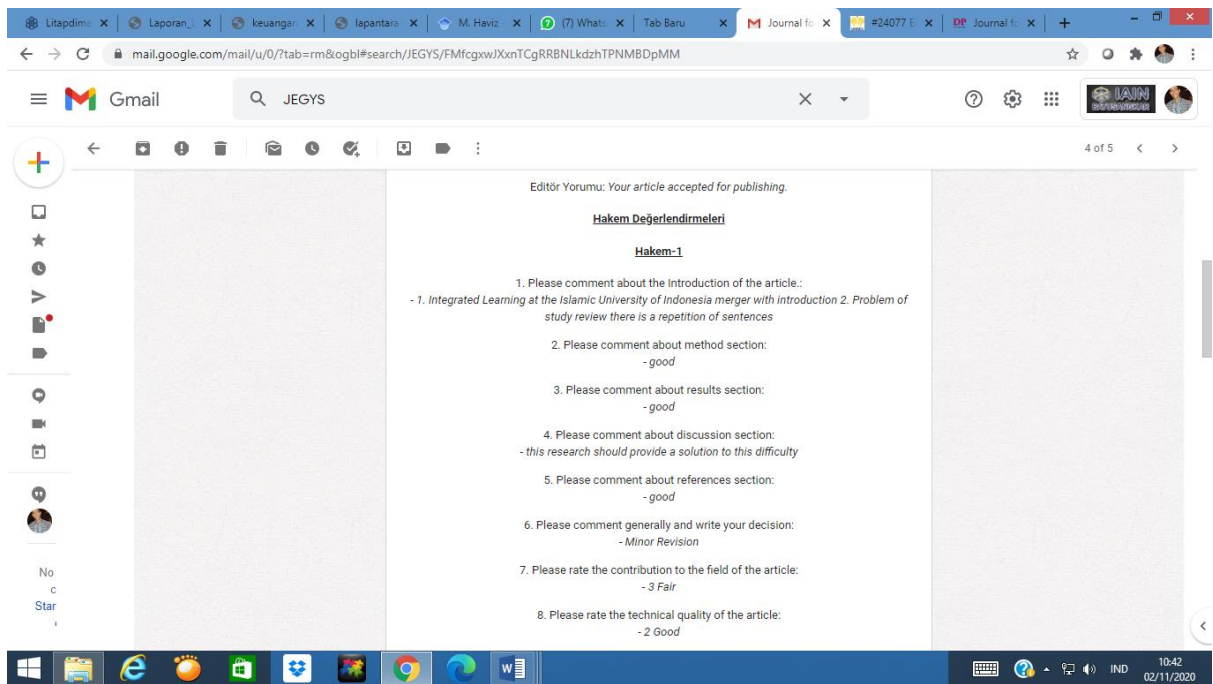 Litapdima
Laporan_L
keuangan
lapantara
M. Haviz -
(7) Whats
Tab Baru
Journal fo
#24077 E
Journal fo
mail.google.com/mail/u/0/?tab=rm&ogbl#search/JEGYS/FMfcgxwJXxnTCgRRBNLkdzhTPNMBDpMM
Gmail
JEGYS
IAIN
4 of 5
Editör Yorumu: Your article accepted for publishing.
Hakem Değerlendirmeleri
Hakem-1
1. Please comment about the Introduction of the article.:
- 1. Integrated Learning at the Islamic University of Indonesia merger with introduction 2. Problem of
study review there is a repetition of sentences
2. Please comment about method section:
- good
3. Please comment about results section:
- good
4. Please comment about discussion section:
- this research should provide a solution to this difficulty
5. Please comment about references section:
- good
6. Please comment generally and write your decision:
- Minor Revision
7. Please rate the contribution to the field of the article:
- 3 Fair
8. Please rate the technical quality of the article:
- 2 Good
No
c
Star
IND
10:42
02/11/2020